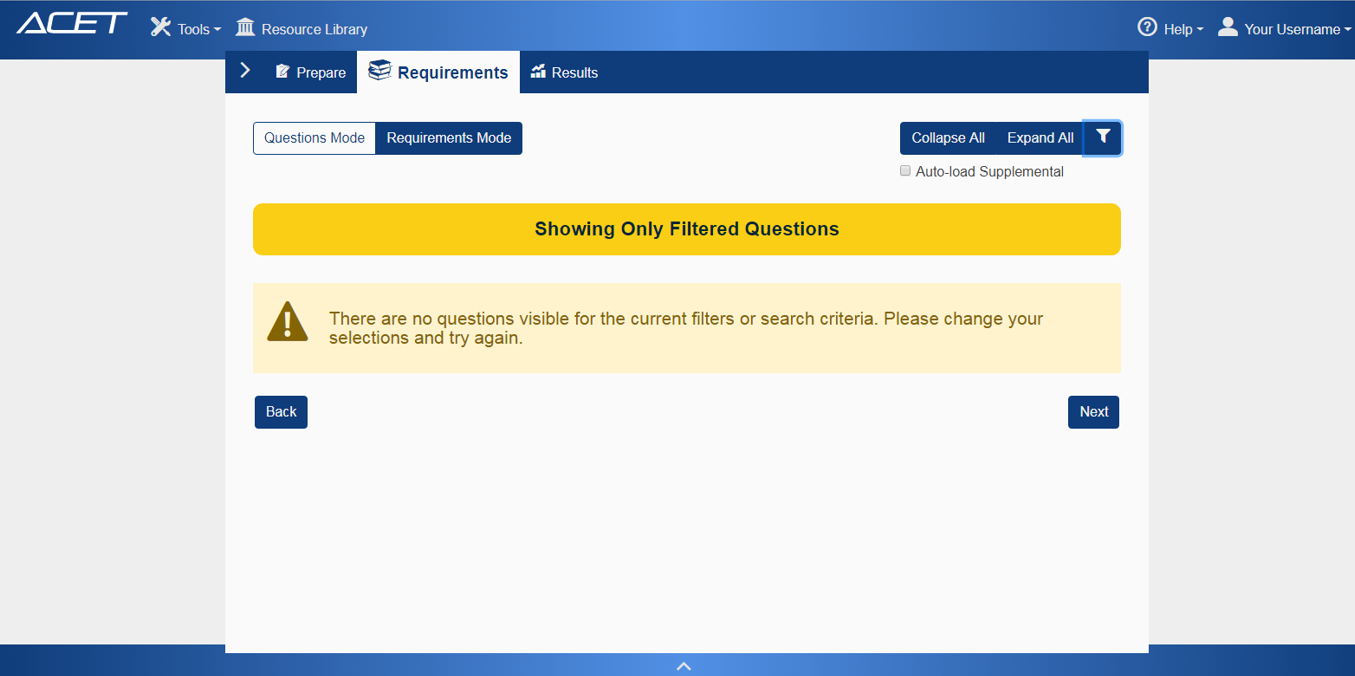 ACET Tools Resource Library Help Your Username
Prepare Requirements Results
Questions Mode Requirements Mode Collapse All Expand All
Auto-load Supplemental
Showing Only Filtered Questions
There are no questions visible for the current filters or search criteria. Please change your
selections and try again.
Back Next